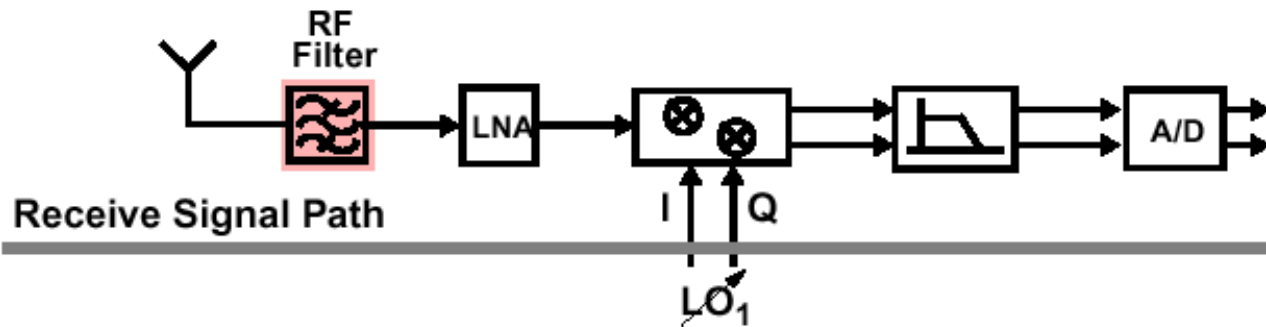 RF
Filter
LNA
A/D
I
Q
Receive Signal Path
LO1